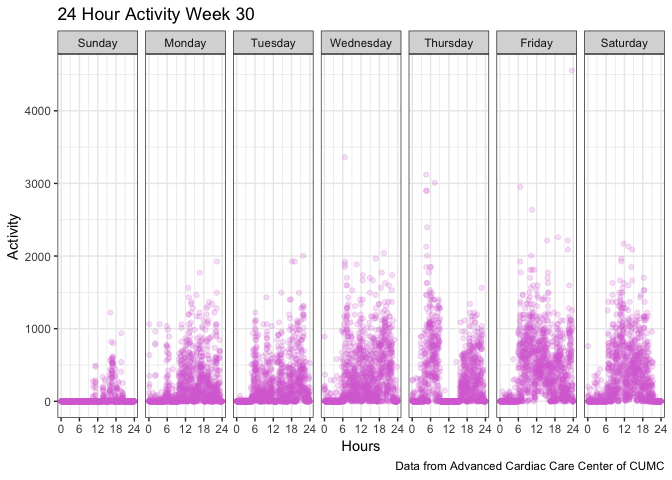 24 Hour Activity Week 30
Sunday Monday Tuesday Wednesday Thursday Friday Saturday
4000
3000
2000
1000
0
Activity
0 6 12 18 24 0 6 12 18 24 0 6 12 18 24 0 6 12 18 24 0 6 12 18 24 0 6 12 18 24 0 6 12 18 24
Hours
Data from Advanced Cardiac Care Center of CUMC